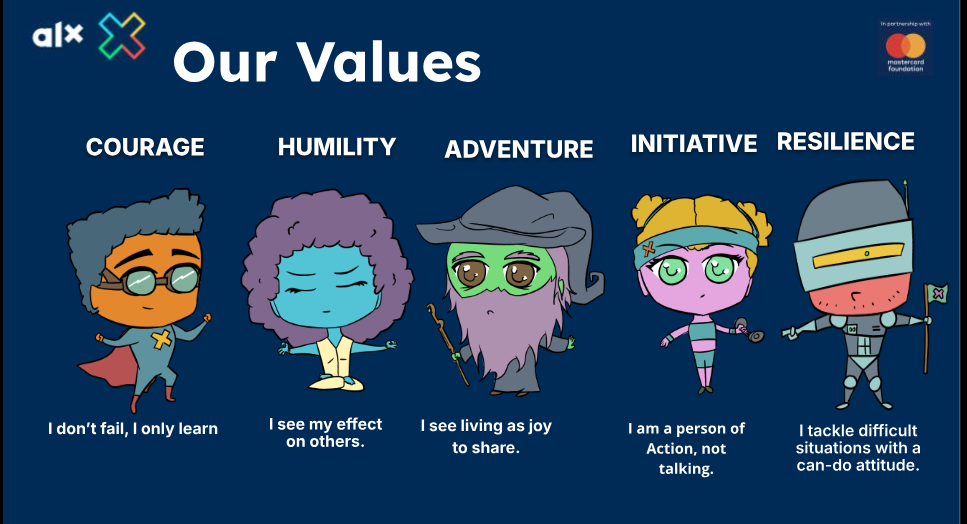 alx
In partnership with
mastercard
foundation
Our Values
COURAGE
HUMILITY
ADVENTURE
INITIATIVE
RESILIENCE
I don't fail, I only learn
I see my effect
on others.
I see living as joy
to share.
I am a person of
Action, not
talking.
I tackle difficult
situations with a
can-do attitude.